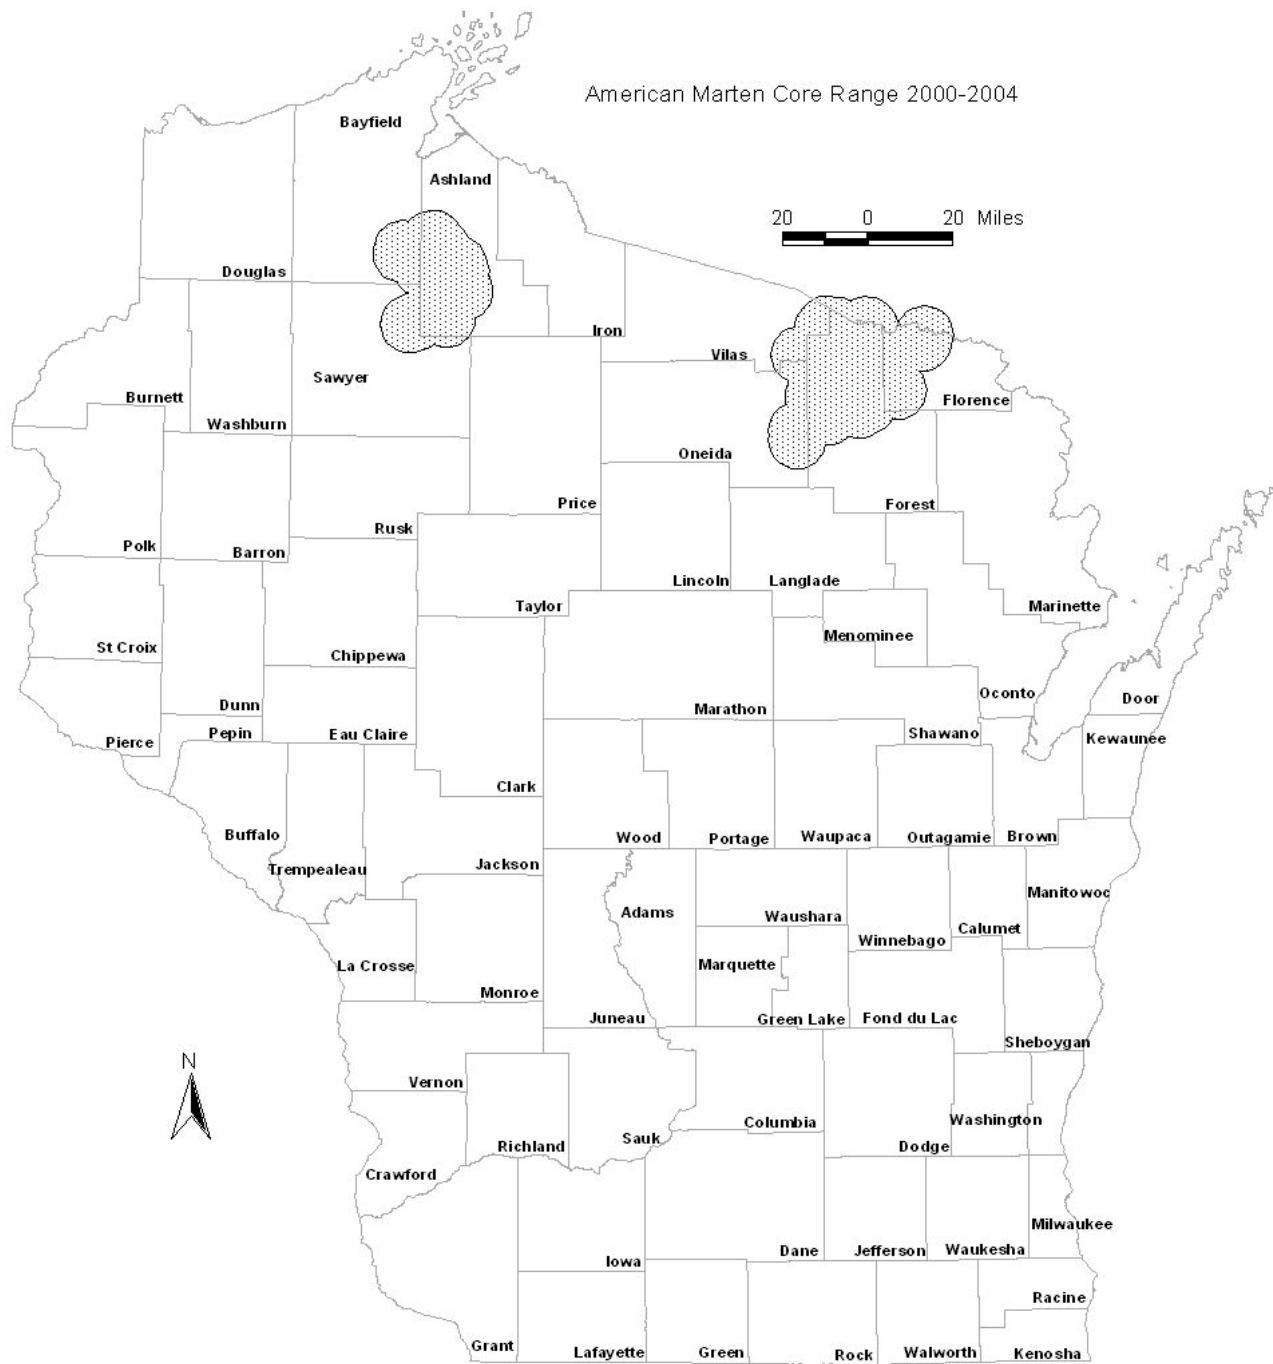 American Marten Core Range 2000-2004
Bayfield
Ashland
20 0 20 Miles
Douglas
Iron
Vilas
Sawyer
Burnett
Washburn
Florence
Oneida
Price
Forest
Rusk
Polk
Barron
Lincoln
Langlade
Taylor
Marinette
Menominee
St Croix
Chippewa
Oconto
Door
Dunn
Marathon
Pepin
Eau Claire
Shawano
Pierce
Kewaunee
Clark
Buffalo
Wood
Portage
Waupaca
Outagamie
Brown
Trempealeau
Jackson
Manitowoc
Adams
Waushara
Calumet
Winnebago
La Crosse
Marquette
Monroe
Juneau
Green Lake
Fond du Lac
Sheboygan
N
Vernon
Columbia
Washington
Richland
Sauk
Dodge
Crawford
Milwaukee
Iowa
Dane
Jefferson
Waukesha
Racine
Grant
Lafayette
Green
Rock
Walworth
Kenosha